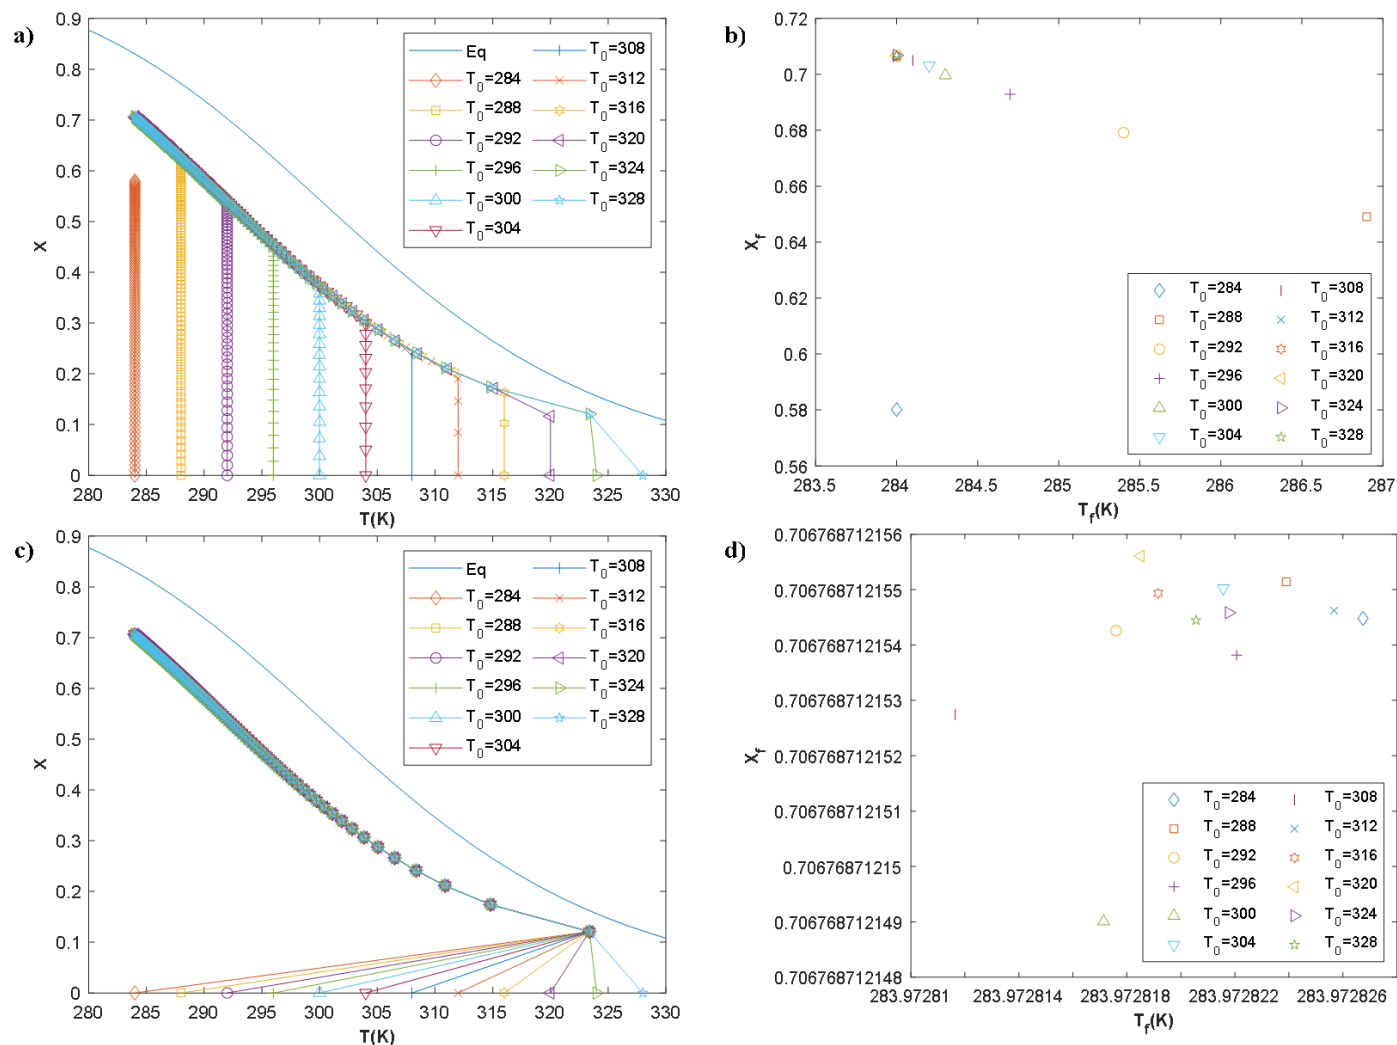 a)
0.9
0.8
0.7
0.6
0.5
0.4
0.3
0.2
0.1
0
X
280 285 290 295 300 305 310 315 320 325 330
T(K)
Eq
T0=284
T0=288
T0=292
T0=296
T0=300
T0=304
T0=308
T0=312
T0=316
T0=320
T0=324
T0=328
b)
0.72
0.7
0.68
0.66
0.64
0.62
0.6
0.58
0.56
Xf
283.5 284 284.5 285 285.5 286 286.5 287
Tf(K)
T0=284
T0=288
T0=292
T0=296
T0=300
T0=304
T0=308
T0=312
T0=316
T0=320
T0=324
T0=328
c)
0.9
0.8
0.7
0.6
0.5
0.4
0.3
0.2
0.1
0
X
280 285 290 295 300 305 310 315 320 325 330
T(K)
Eq
T0=284
T0=288
T0=292
T0=296
T0=300
T0=304
T0=308
T0=312
T0=316
T0=320
T0=324
T0=328
d)
0.706768712156
0.706768712155
0.706768712154
0.706768712153
0.706768712152
0.706768712151
0.70676871215
0.706768712149
0.706768712148
Xf
283.97281 283.972814 283.972818 283.972822 283.972826
Tf(K)
T0=284
T0=288
T0=292
T0=296
T0=300
T0=304
T0=308
T0=312
T0=316
T0=320
T0=324
T0=328